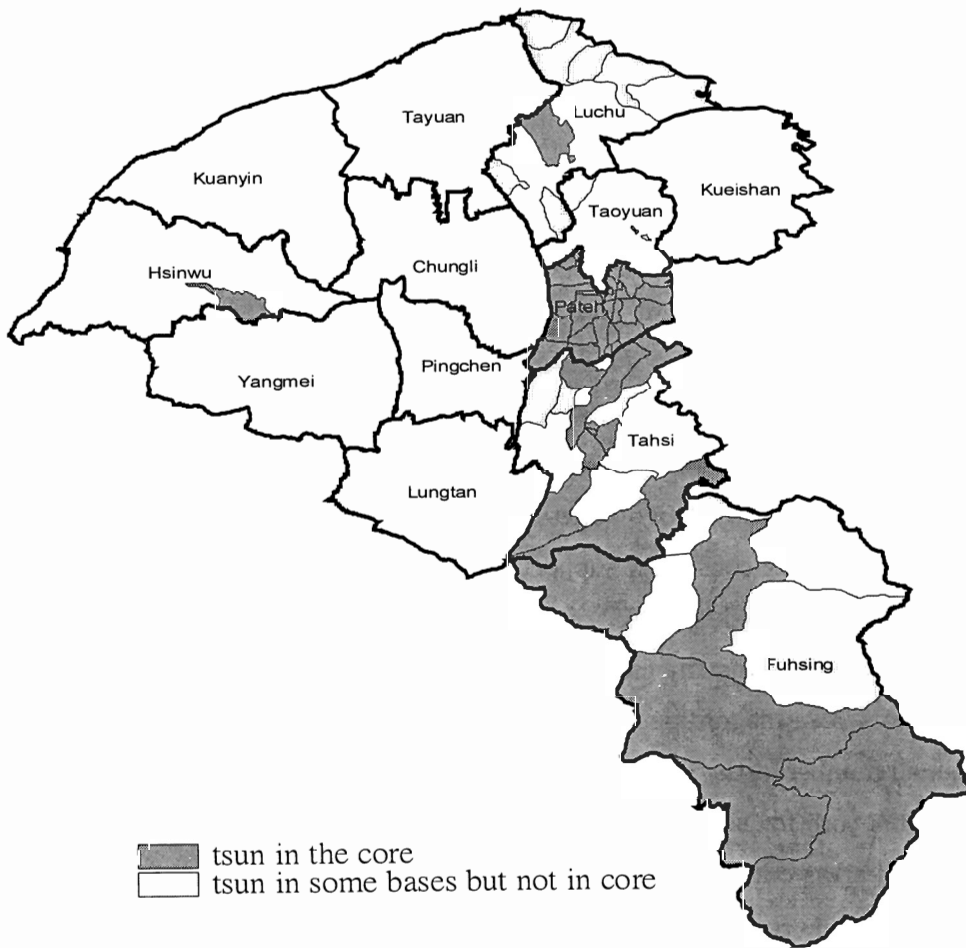 Luchu
Tayuan
Kueishan
Kuanyin
Taoyuan
Chungli
Hsinwu
Pateh
Pingchen
Yangmei
Tahsi
Lungtan
Fuhsing
tsun in the core
tsun in some bases but not in core